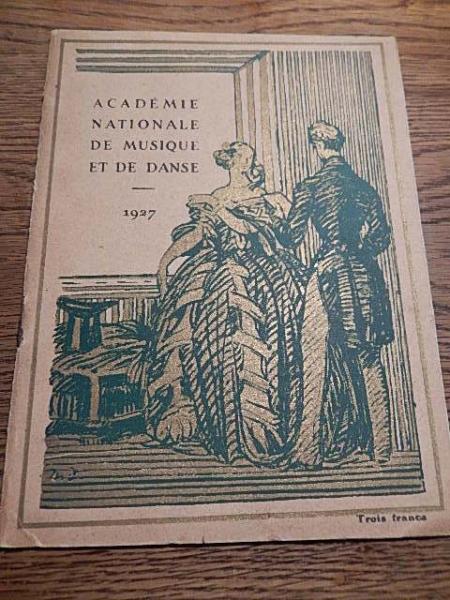 ACADÉMIE
NATIONALE
DE MUSIQUE
ET DE DANSE
1927
Trois francs